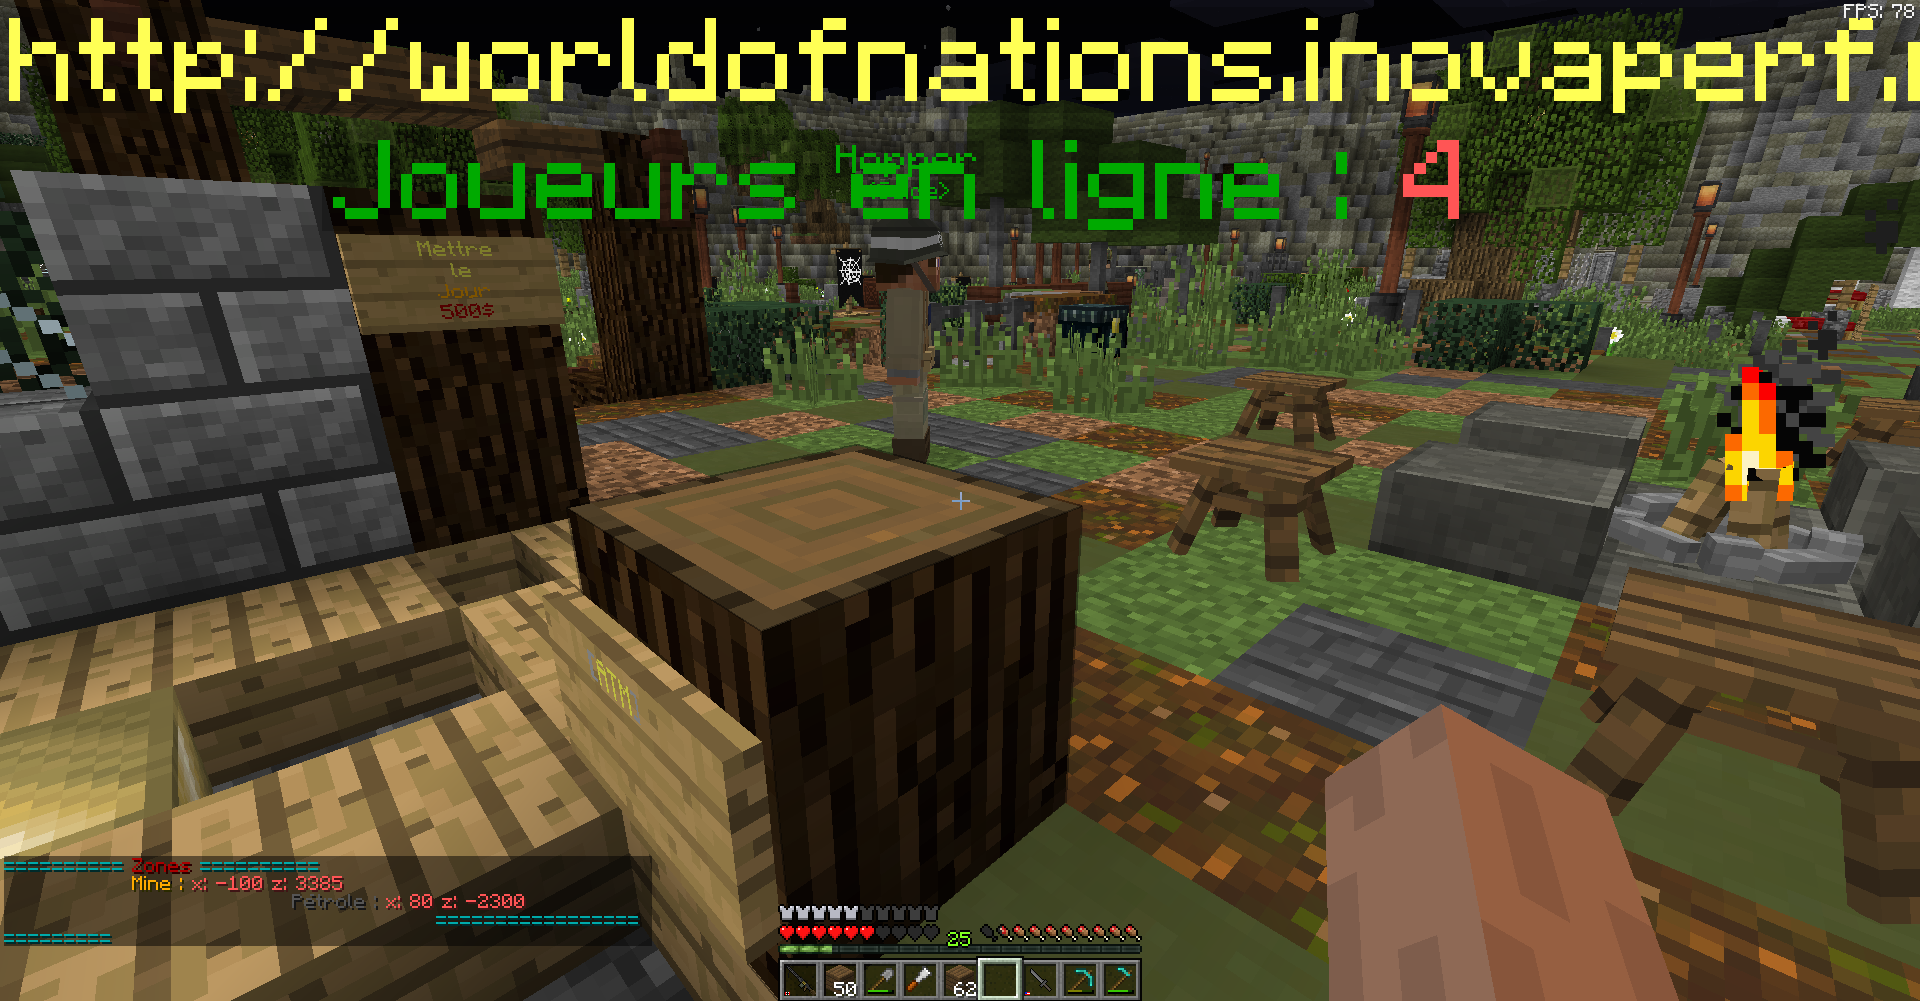 FPS: 78
http://worldofnations.inovaperf.
Joueurs en ligne : 4
Mettre
le
Jour
500$
ATM
========== Zones ==========
Mine : x: -100 z: 3385
Pétrole : x: 80 z: -2300
=================
=========
25
50
62